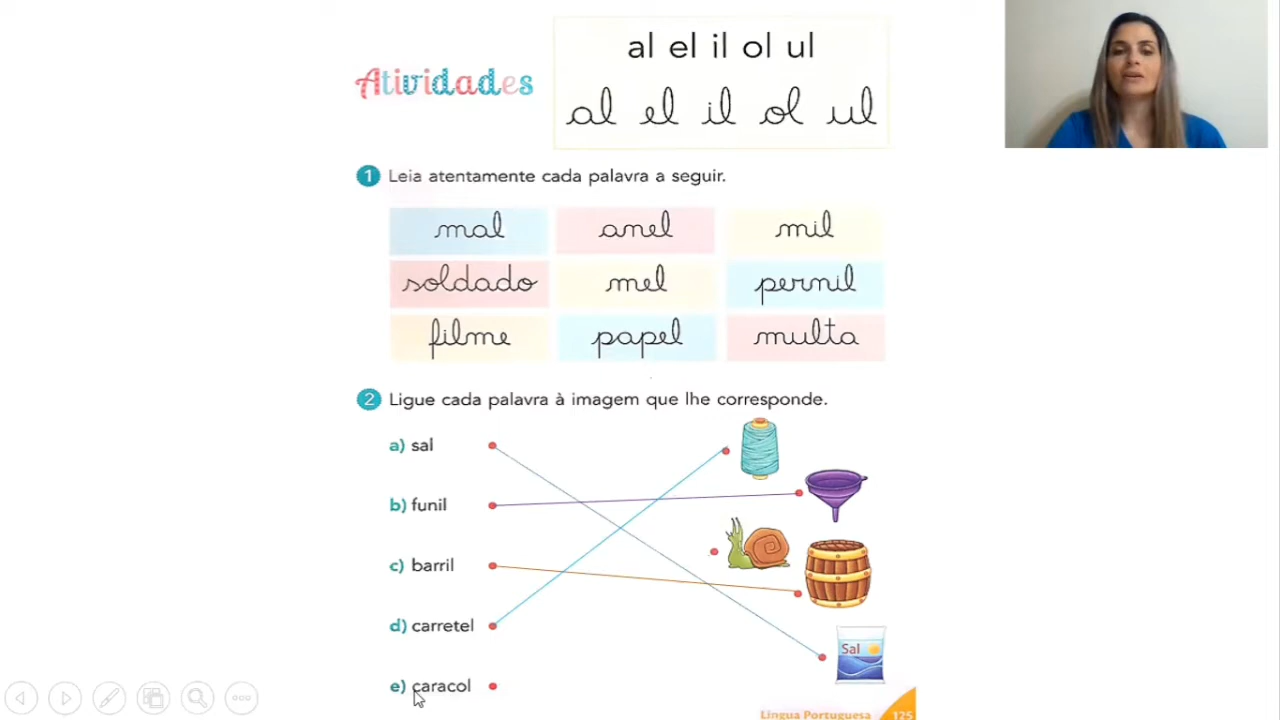 al el il ol ul
Atividades
al el il ol ul
1 Leia atentamente cada palavra a seguir.
mal anel mil
soldado mel pernil
filme papel multa
2 Ligue cada palavra à imagem que lhe corresponde.
a) sal
b) funil
c) barril
d) carretel
Sal
e) caracol
Língua Portuguesa 125